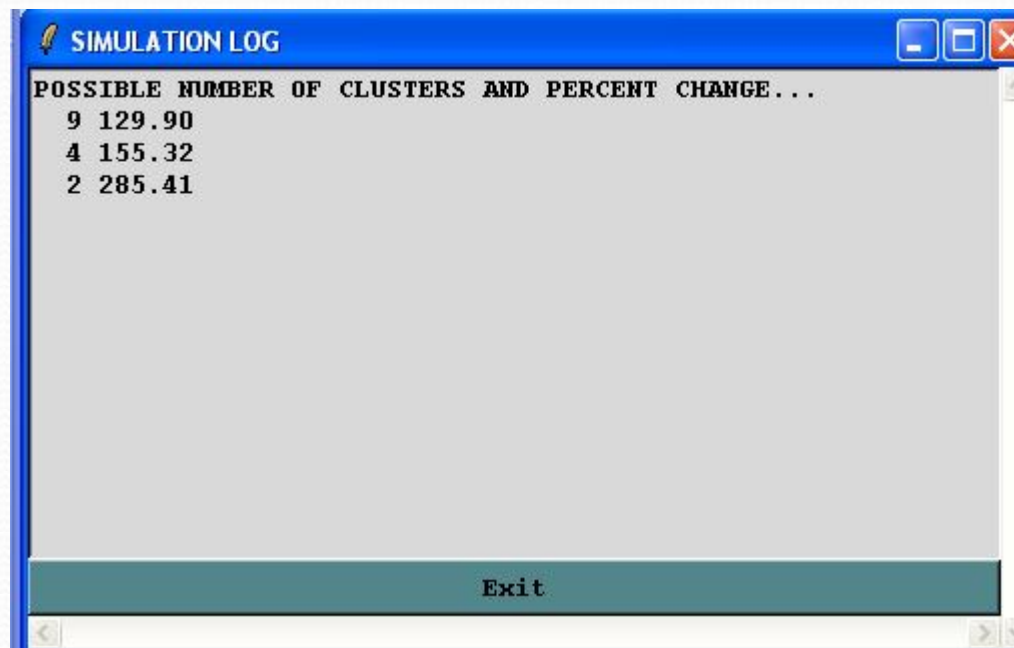 SIMULATION LOG
POSSIBLE NUMBER OF CLUSTERS AND PERCENT CHANGE...
9 129.90
4 155.32
2 285.41
Exit